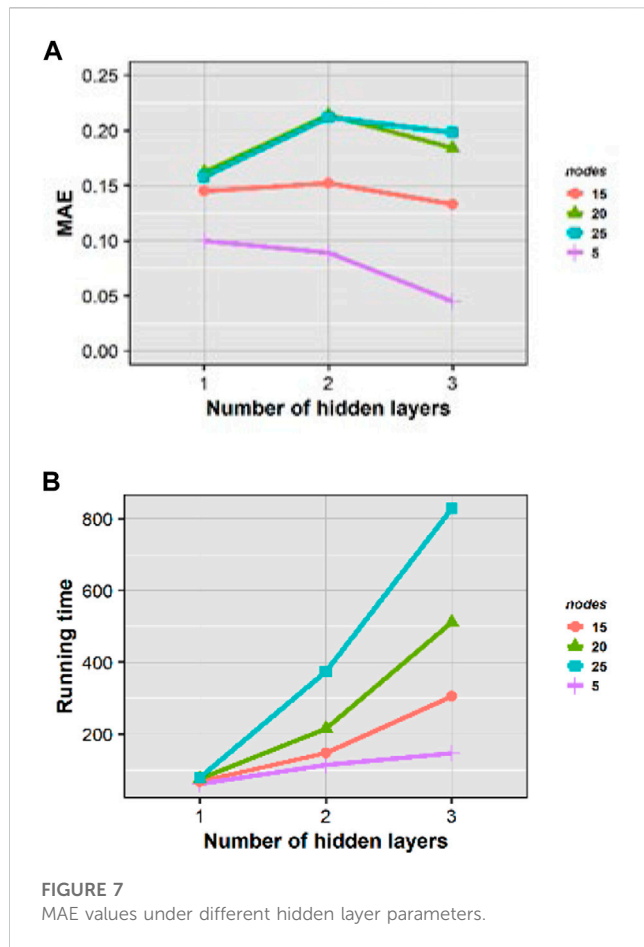 A
0.25
0.20
0.15
0.10
0.05
0.00
MAE
1 2 3
Number of hidden layers
nodes
15
20
25
5
B
800
600
400
200
Running time
1 2 3
Number of hidden layers
nodes
15
20
25
5
FIGURE 7
MAE values under different hidden layer parameters.